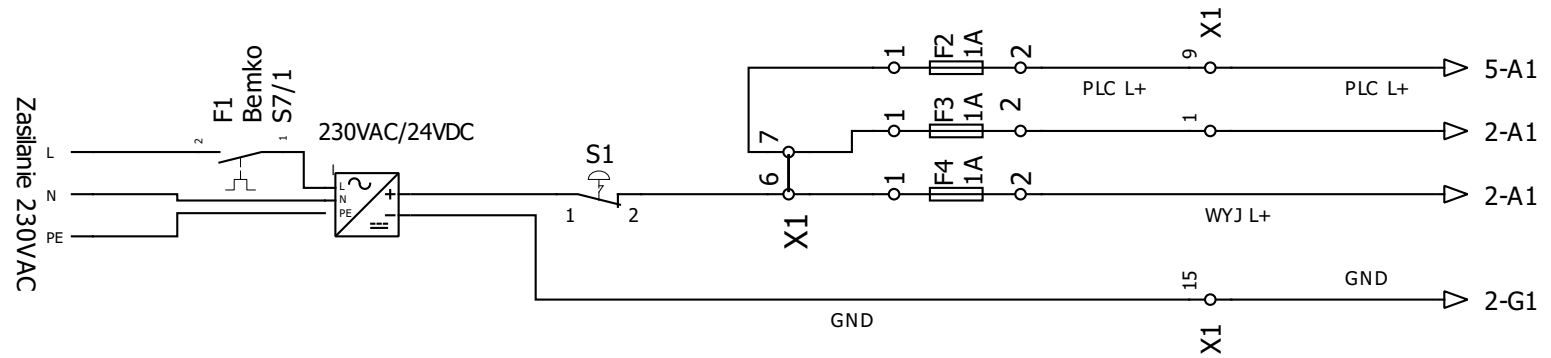 Zasilanie 230VAC
L
N
PE
F1
Bemko
S7/1
2
1
230VAC/24VDC
L
N
PE
+
−
S1
1
2
7
6
X1
1
F2
1A
2
PLC L+
9
X1
PLC L+
5-A1
1
F3
1A
2
1
2-A1
1
F4
1A
2
WYJ L+
2-A1
GND
15
X1
GND
2-G1